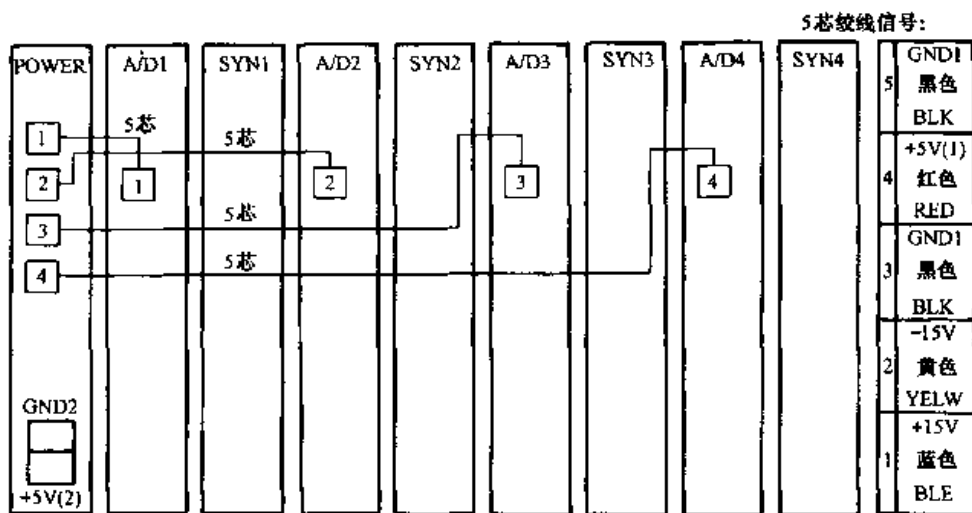 5芯绞线信号:
POWER
A/D1
SYN1
A/D2
SYN2
A/D3
SYN3
A/D4
SYN4
1
2
3
4
5芯
5芯
5芯
5芯
1
2
3
4
GND2
+5V(2)
5
GND1
黑色
BLK
4
+5V(1)
红色
RED
3
GND1
黑色
BLK
2
-15V
黄色
YELW
1
+15V
蓝色
BLE